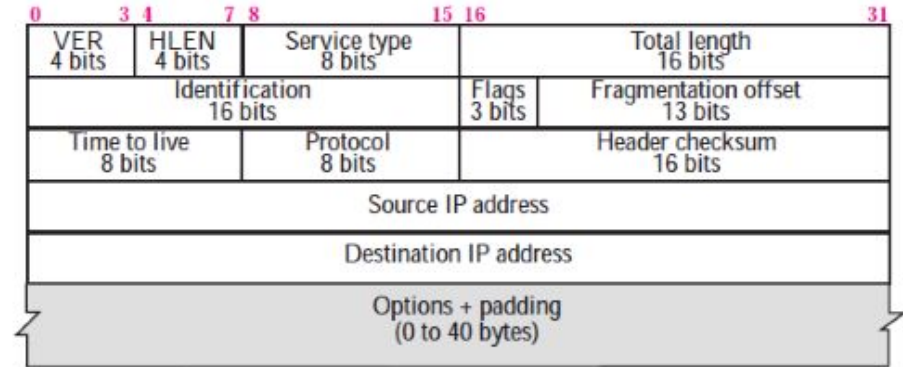 0 3 4 7 8 15 16 31
VER HLEN Service type Total length
4 bits 4 bits 8 bits 16 bits
Identification Flags Fragmentation offset
16 bits 3 bits 13 bits
Time to live Protocol Header checksum
8 bits 8 bits 16 bits
Source IP address
Destination IP address
Options + padding
(0 to 40 bytes)